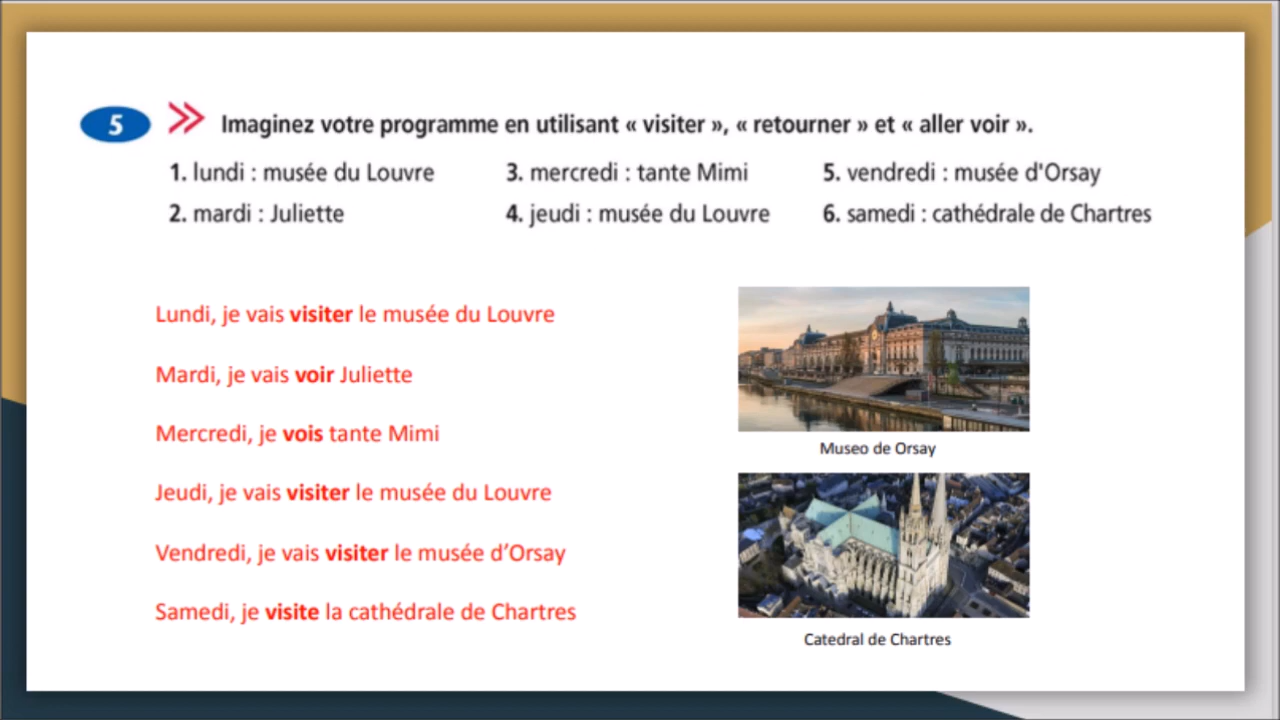 5 Imaginez votre programme en utilisant « visiter », « retourner » et « aller voir ».
1. lundi : musée du Louvre 3. mercredi : tante Mimi 5. vendredi : musée d'Orsay
2. mardi : Juliette 4. jeudi : musée du Louvre 6. samedi : cathédrale de Chartres
Lundi, je vais visiter le musée du Louvre
Mardi, je vais voir Juliette
Mercredi, je vois tante Mimi
Jeudi, je vais visiter le musée du Louvre
Vendredi, je vais visiter le musée d’Orsay
Samedi, je visite la cathédrale de Chartres
Museo de Orsay
Catedral de Chartres